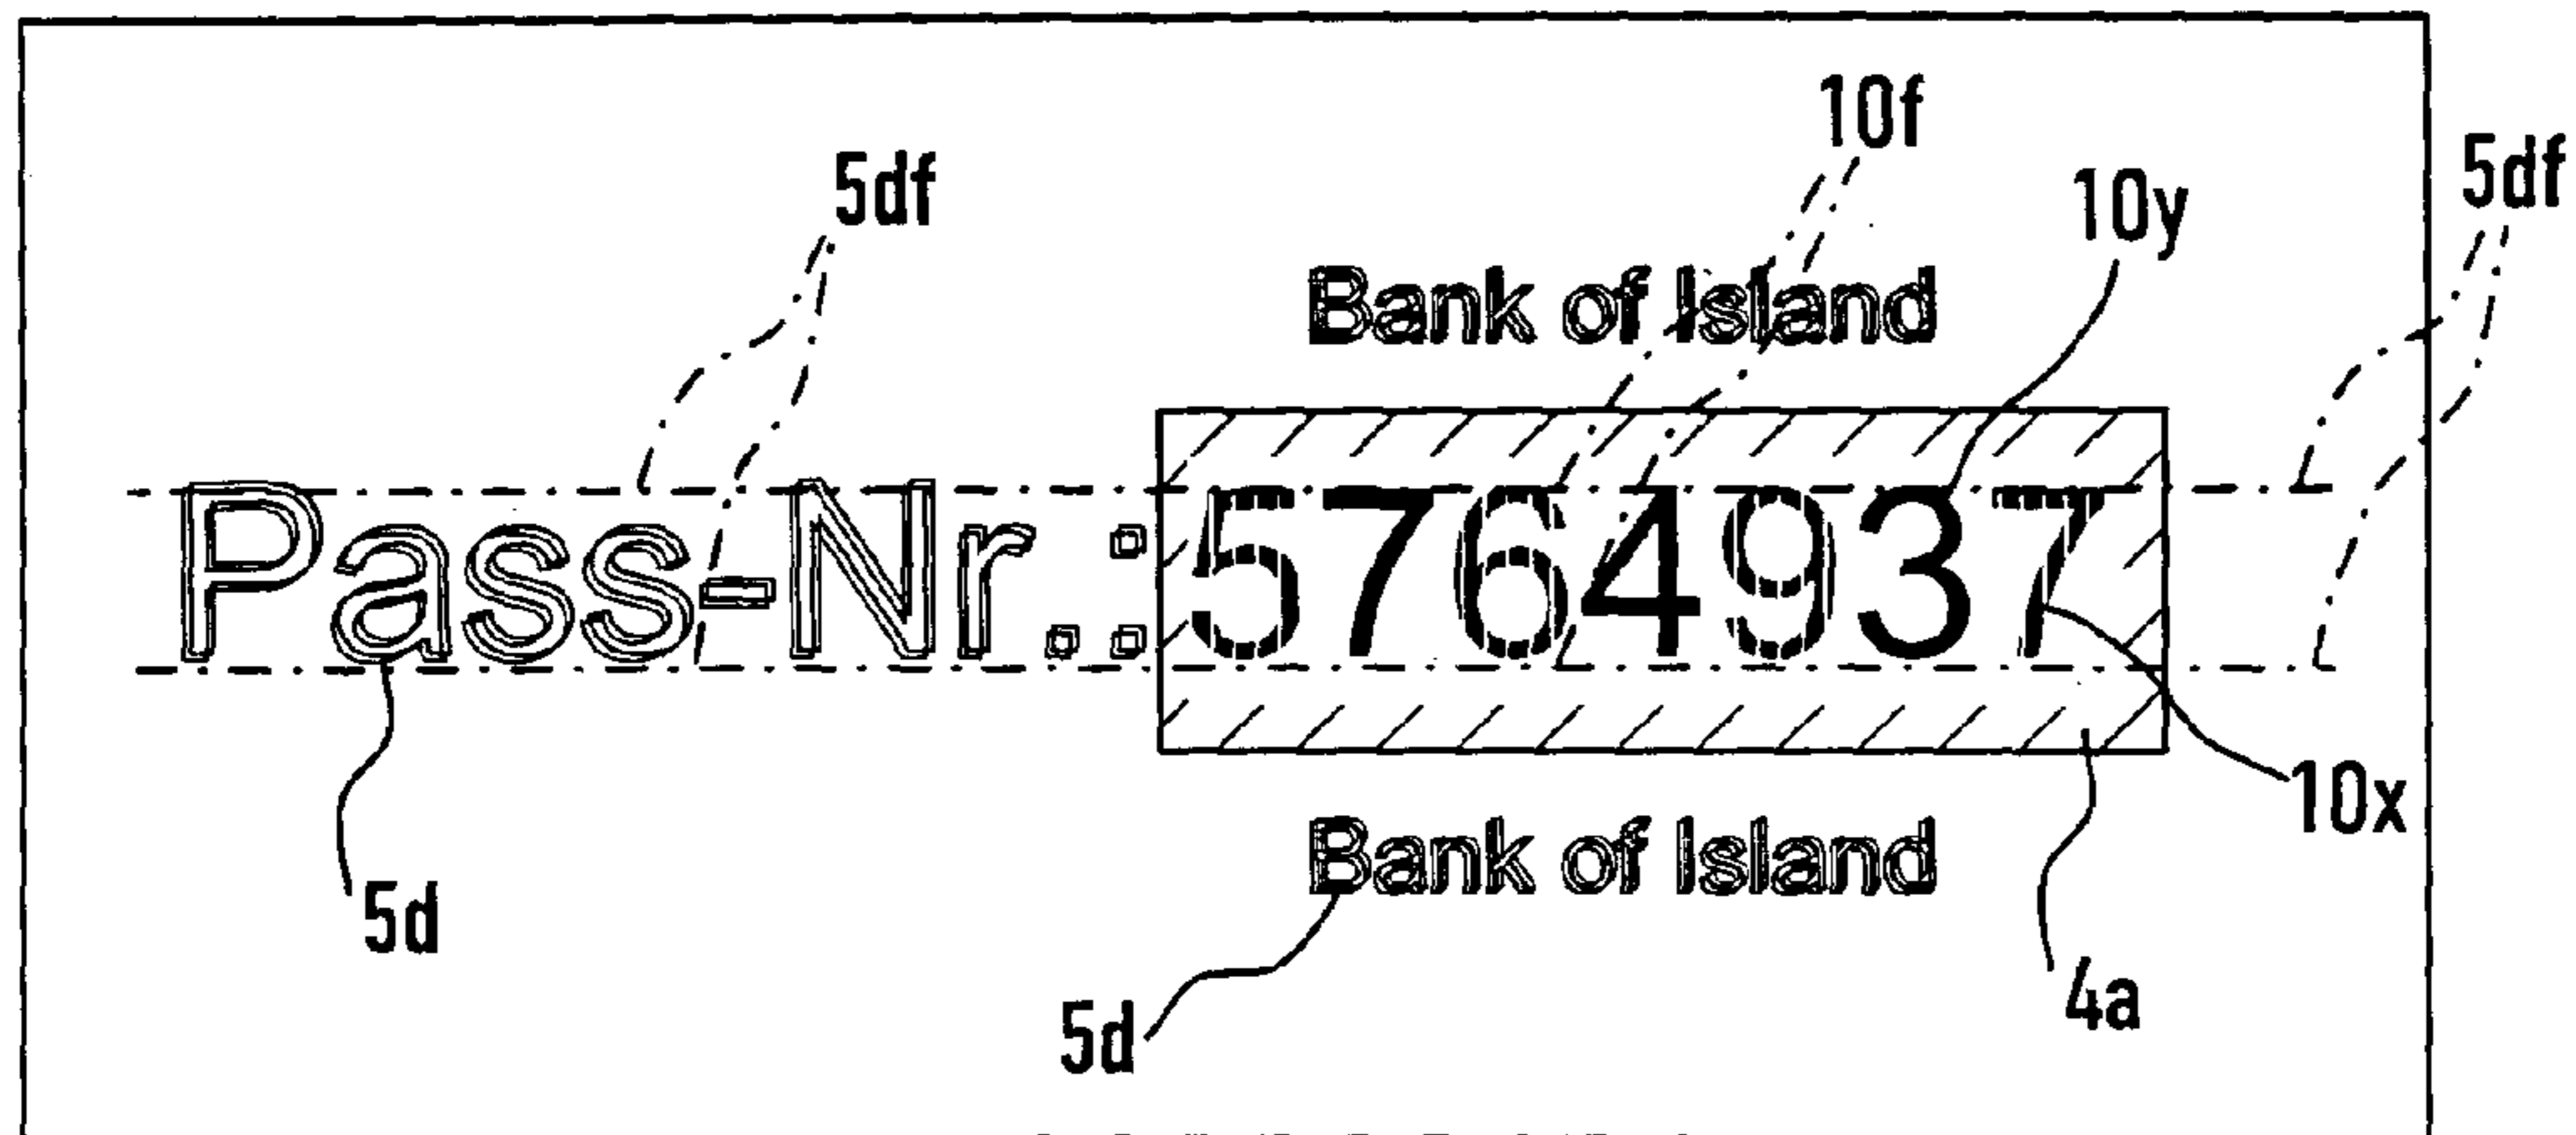 10f
5df
5df
10y
Bank of Island
Pass-Nr.:5764937
10x
Bank of Island
5d
4a
5d